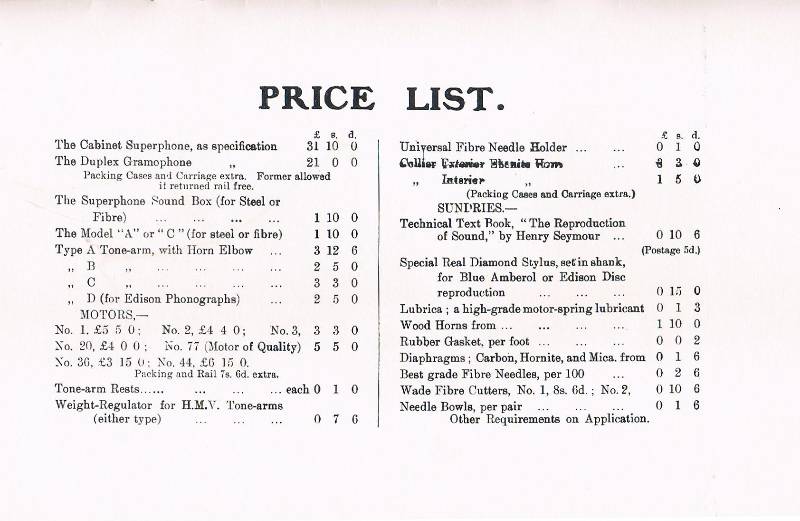 PRICE LIST.
£ s. d.
The Cabinet Superphone, as specification 31 10 0
The Duplex Gramophone „ 21 0 0
Packing Cases and Carriage extra. Former allowed
if returned rail free.
The Superphone Sound Box (for Steel or
Fibre) ... ... ... ... 1 10 0
The Model "A" or "C" (for steel or fibre) 1 10 0
Type A Tone-arm, with Horn Elbow ... 3 12 6
„ B „ ... ... ... ... 2 5 0
„ C „ ... ... ... ... 3 3 0
„ D (for Edison Phonographs) ... 2 5 0
MOTORS,—
No. 1, £5 5 0; No. 2, £4 4 0; No. 3, 3 3 0
No. 20, £4 0 0; No. 77 (Motor of Quality) 5 5 0
No. 36, £3 15 0; No. 44, £6 15 0.
Packing and Rail 7s. 6d. extra.
Tone-arm Rests...... ... ... ... each 0 1 0
Weight-Regulator for H.M.V. Tone-arms
(either type) ... ... ... 0 7 6
£ s. d.
Universal Fibre Needle Holder ... ... 0 1 0
Collier Exterior Ebonite Horn ... 3 0
„ Interior „ 1 5 0
(Packing Cases and Carriage extra.)
SUNDRIES.—
Technical Text Book, "The Reproduction
of Sound," by Henry Seymour ... 0 10 6
(Postage 5d.)
Special Real Diamond Stylus, set in shank,
for Blue Amberol or Edison Disc
reproduction ... ... ... 0 15 0
Lubrica; a high-grade motor-spring lubricant 0 1 3
Wood Horns from ... ... ... ... 1 10 0
Rubber Gasket, per foot ... ... ... 0 0 2
Diaphragms; Carbon, Hornite, and Mica. from 0 1 6
Best grade Fibre Needles, per 100 ... 0 2 6
Wade Fibre Cutters, No. 1, 8s. 6d.; No. 2, 0 10 6
Needle Bowls, per pair ... ... ... 0 1 6
Other Requirements on Application.